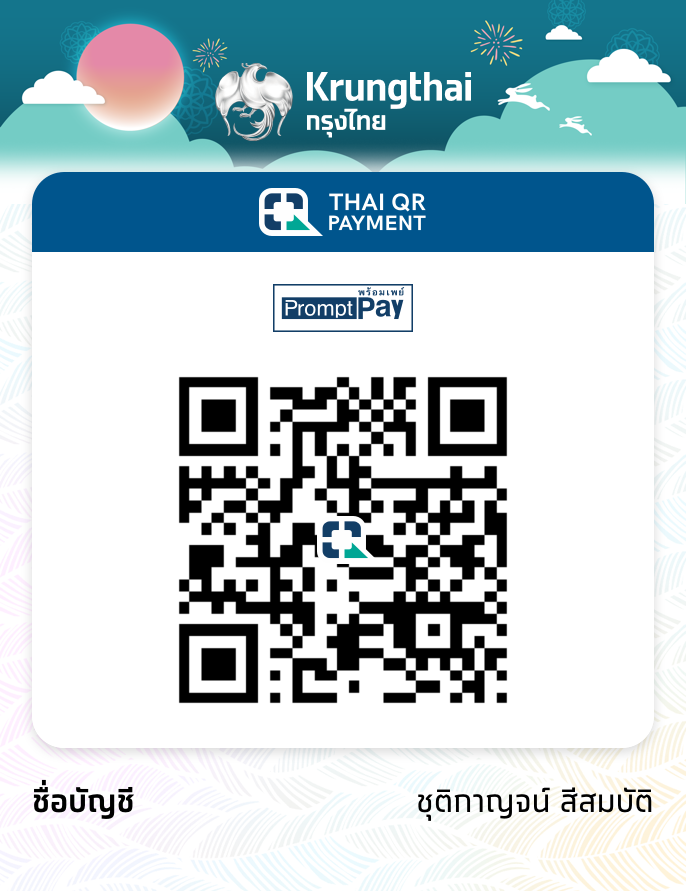 Krungthai
กรุงไทย
THAI QR
PAYMENT
พร้อมเพย์
PromptPay
ชื่อบัญชี ชุติกาญจน์ สีสมบัติ